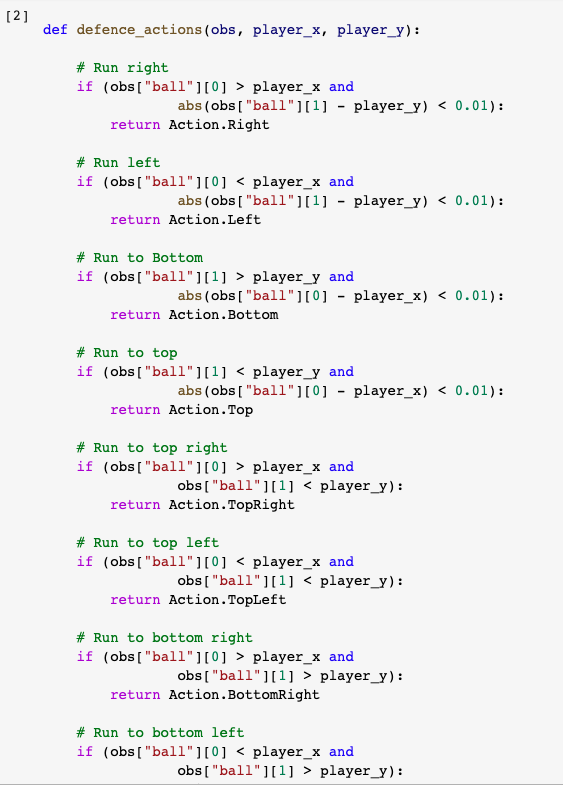 [2]
def defence_actions(obs, player_x, player_y):
# Run right
if (obs["ball"][0] > player_x and
abs(obs["ball"][1] - player_y) < 0.01):
return Action.Right
# Run left
if (obs["ball"][0] < player_x and
abs(obs["ball"][1] - player_y) < 0.01):
return Action.Left
# Run to Bottom
if (obs["ball"][1] > player_y and
abs(obs["ball"][0] - player_x) < 0.01):
return Action.Bottom
# Run to top
if (obs["ball"][1] < player_y and
abs(obs["ball"][0] - player_x) < 0.01):
return Action.Top
# Run to top right
if (obs["ball"][0] > player_x and
obs["ball"][1] < player_y):
return Action.TopRight
# Run to top left
if (obs["ball"][0] < player_x and
obs["ball"][1] < player_y):
return Action.TopLeft
# Run to bottom right
if (obs["ball"][0] > player_x and
obs["ball"][1] > player_y):
return Action.BottomRight
# Run to bottom left
if (obs["ball"][0] < player_x and
obs["ball"][1] > player_y):